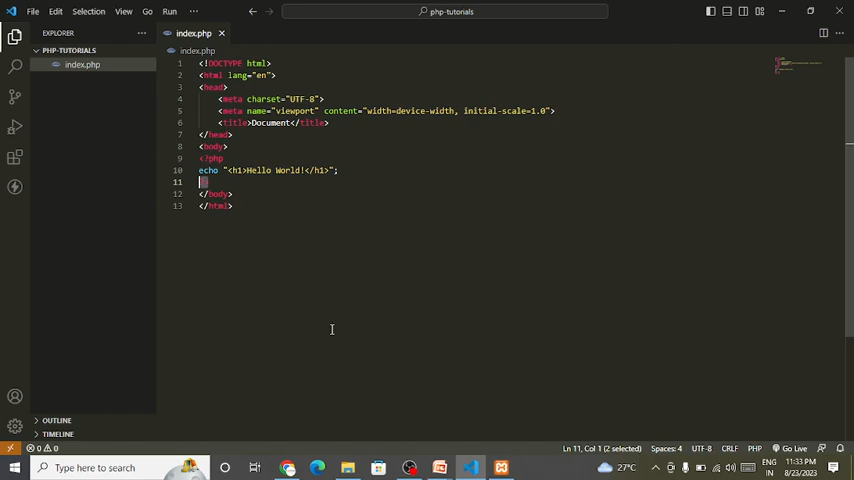 File Edit Selection View Go Run ··· php-tutorials
EXPLORER ··· index.php
PHP-TUTORIALS
index.php
index.php
1 <!DOCTYPE html>
2 <html lang="en">
3 <head>
4 <meta charset="UTF-8">
5 <meta name="viewport" content="width=device-width, initial-scale=1.0">
6 <title>Document</title>
7 </head>
8 <body>
9 <?php
10 echo "<h1>Hello World!</h1>";
11
12 </body>
13 </html>
OUTLINE
TIMELINE
0 0 Ln 11, Col 1 (2 selected) Spaces: 4 UTF-8 CRLF PHP Go Live
Type here to search 27°C ENG 11:33 PM
IN 8/23/2023